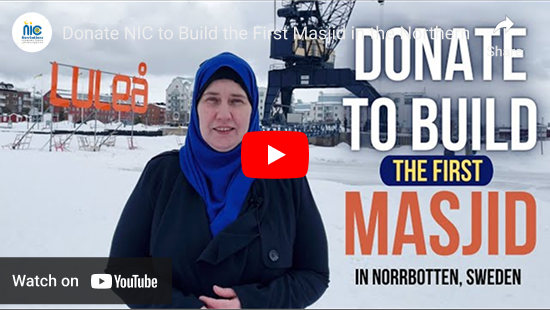 NIC
Donate NIC to Build the First Masjid in the Northern
Share
LULEÅ
DONATE
TO BUILD
THE FIRST
MASJID
IN NORRBOTTEN, SWEDEN
Watch on YouTube